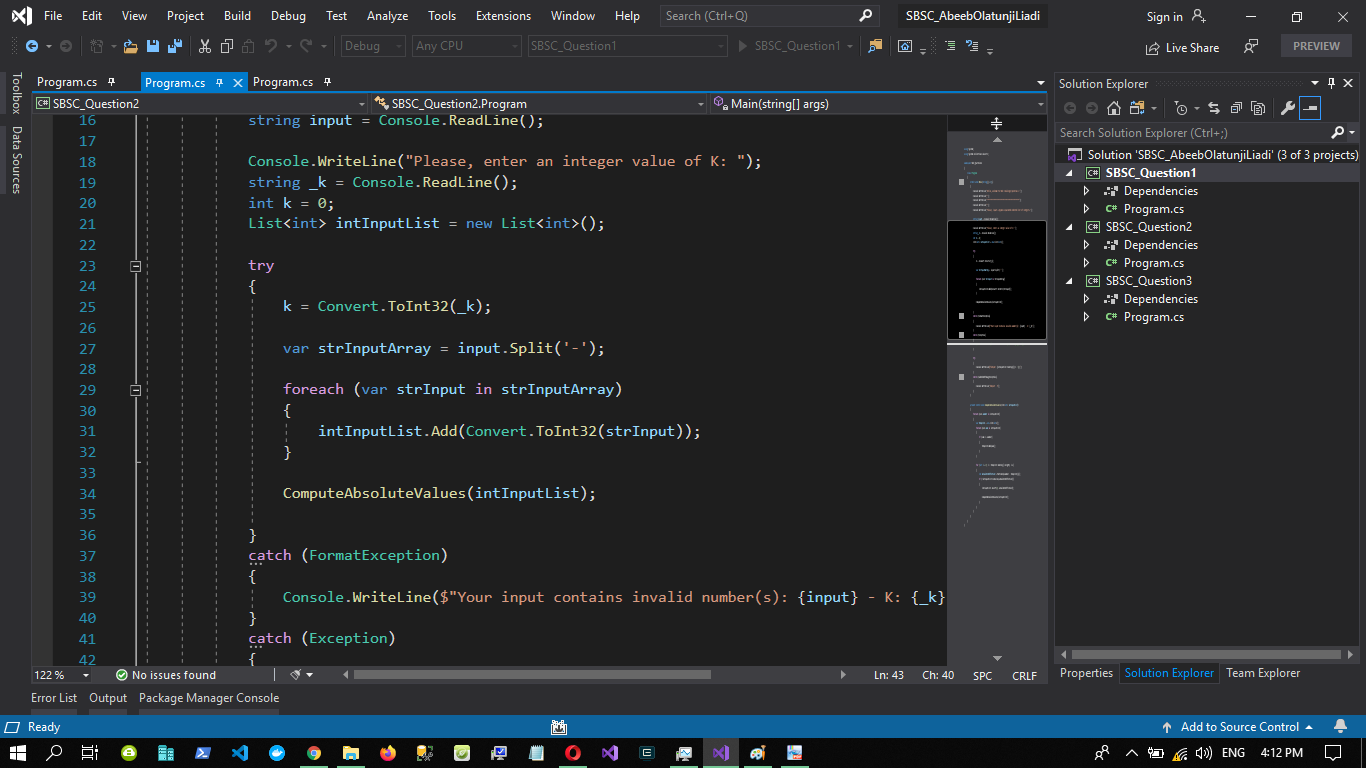 File Edit View Project Build Debug Test Analyze Tools Extensions Window Help Search (Ctrl+Q) SBSC_AbeebOlatunjiLiadi Sign in
Debug Any CPU SBSC_Question1 SBSC_Question1 Live Share PREVIEW
Toolbox
Data Sources
Program.cs Program.cs Program.cs
C# SBSC_Question2 SBSC_Question2.Program Main(string[] args)
16 string input = Console.ReadLine();
17
18 Console.WriteLine("Please, enter an integer value of K: ");
19 string _k = Console.ReadLine();
20 int k = 0;
21 List<int> intInputList = new List<int>();
22
23 try
24 {
25 k = Convert.ToInt32(_k);
26
27 var strInputArray = input.Split('-');
28
29 foreach (var strInput in strInputArray)
30 {
31 intInputList.Add(Convert.ToInt32(strInput));
32 }
33
34 ComputeAbsoluteValues(intInputList);
35
36 }
37 catch (FormatException)
38 {
39 Console.WriteLine($"Your input contains invalid number(s): {input} - K: {_k}
40 }
41 catch (Exception)
42 {
122 % No issues found Ln: 43 Ch: 40 SPC CRLF
Solution Explorer
Search Solution Explorer (Ctrl+;)
Solution 'SBSC_AbeebOlatunjiLiadi' (3 of 3 projects)
C# SBSC_Question1
Dependencies
C# Program.cs
C# SBSC_Question2
Dependencies
C# Program.cs
C# SBSC_Question3
Dependencies
C# Program.cs
Properties Solution Explorer Team Explorer
Error List Output Package Manager Console
Ready Add to Source Control
ENG 4:12 PM